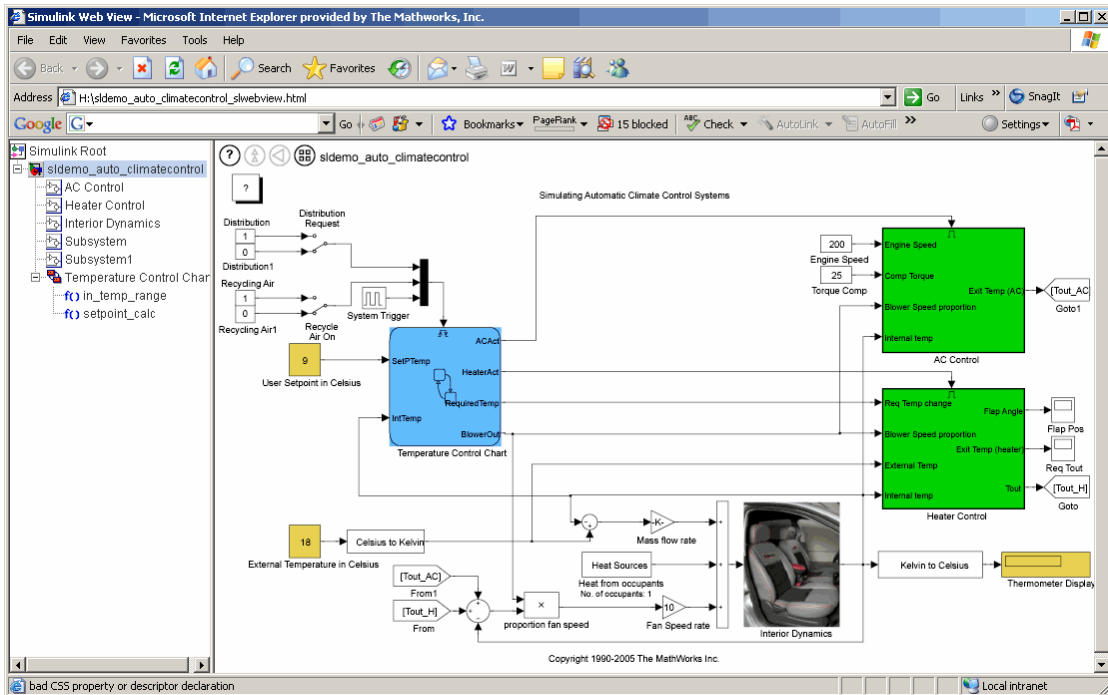 Simulink Web View - Microsoft Internet Explorer provided by The Mathworks, Inc.
File Edit View Favorites Tools Help
Back Search Favorites
Address H:\sldemo_auto_climatecontrol_slwebview.html Go Links » SnagIt
Google G Go Bookmarks PageRank 15 blocked ABC Check AutoLink AutoFill » Settings
Simulink Root
sldemo_auto_climatecontrol
AC Control
Heater Control
Interior Dynamics
Subsystem
Subsystem1
Temperature Control Char
f() in_temp_range
f() setpoint_calc
? sldemo_auto_climatecontrol
?
Simulating Automatic Climate Control Systems
Distribution
1
0
Distribution1
Distribution
Request
Recycling Air
1
0
Recycling Air1
Recycle
Air On
System Trigger
9
User Setpoint in Celsius
SetPTemp
IntTemp
ACAct
HeaterAct
RequiredTemp
BlowerOut
Temperature Control Chart
200
Engine Speed
25
Torque Comp
Engine Speed
Comp Torque
Blower Speed proportion
Internal temp
Exit Temp (AC)
AC Control
[Tout_AC
Goto1
Req Temp change
Blower Speed proportion
External Temp
Internal temp
Flap Angle
Exit Temp (heater)
Tout
Heater Control
Flap Pos
Req Tout
[Tout_H]
Goto
18
External Temperature in Celsius
Celsius to Kelvin
[Tout_AC]
From1
[Tout_H]
From
×
proportion fan speed
-K-
Mass flow rate
Heat Sources
Heat from occupants
No. of occupants: 1
10
Fan Speed rate
Interior Dynamics
Kelvin to Celsius
Thermometer Display
Copyright 1990-2005 The MathWorks Inc.
bad CSS property or descriptor declaration
Local intranet